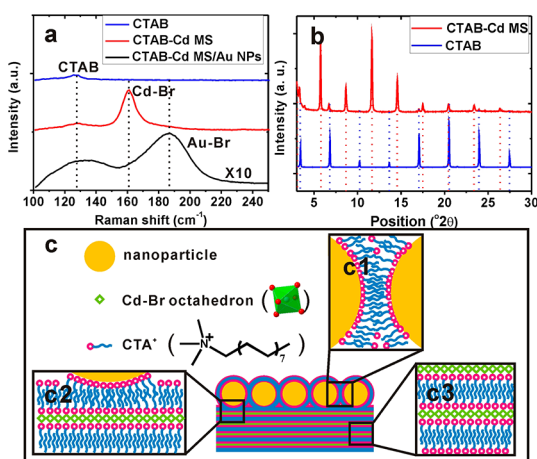 a
CTAB
CTAB-Cd MS
CTAB-Cd MS/Au NPs
CTAB
Cd-Br
Au-Br
X10
Intensity (a.u.)
100 120 140 160 180 200 220 240
Raman shift (cm⁻¹)
b
CTAB-Cd MS
CTAB
Intensity (a. u.)
5 10 15 20 25 30
Position (°2θ)
c
nanoparticle
Cd-Br octahedron ( )
CTA⁺ ( N⁺ 7 )
c1
c2
c3